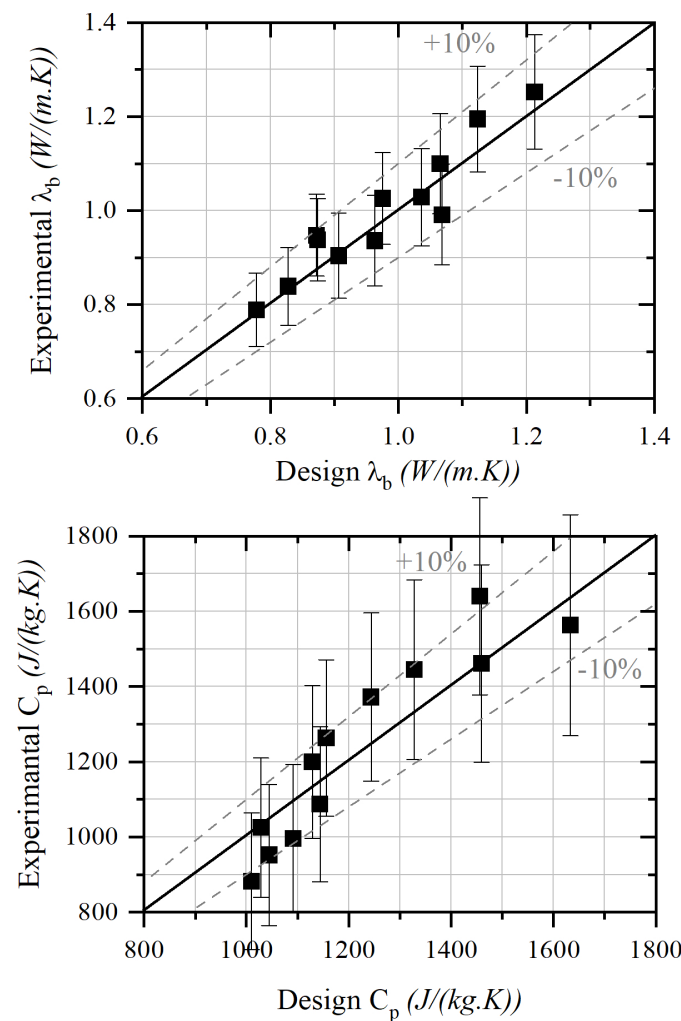 1.4
+10%
1.2
-10%
1.0
0.8
0.6
Experimental λb (W/(m.K))
0.6 0.8 1.0 1.2 1.4
Design λb (W/(m.K))
1800
+10%
1600
-10%
1400
1200
1000
800
Experimantal Cp (J/(kg.K))
800 1000 1200 1400 1600 1800
Design Cp (J/(kg.K))